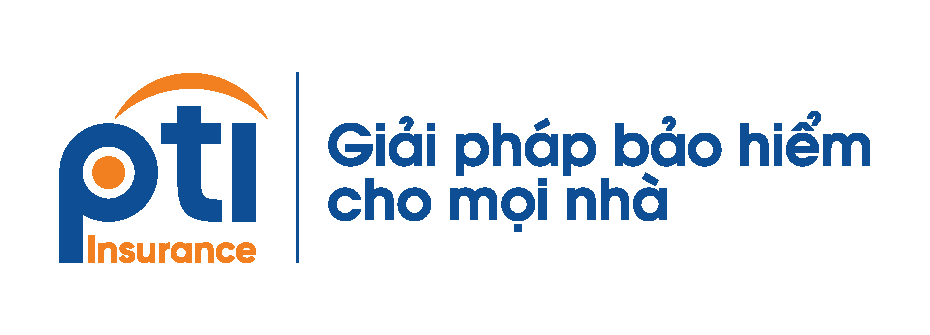 pti
Insurance
Giải pháp bảo hiểm
cho mọi nhà